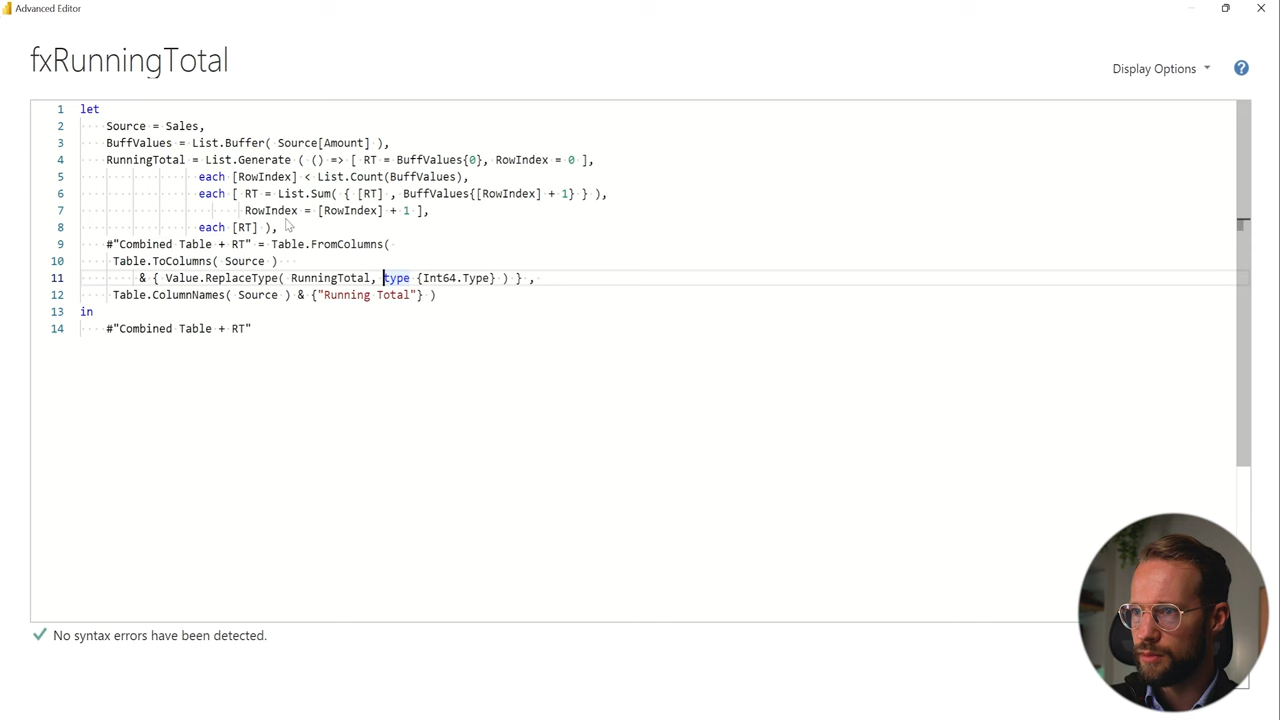 Advanced Editor
fxRunningTotal
Display Options
?
1 let
2 Source = Sales,
3 BuffValues = List.Buffer( Source[Amount] ),
4 RunningTotal = List.Generate ( () => [ RT = BuffValues{0}, RowIndex = 0 ],
5 each [RowIndex] < List.Count(BuffValues),
6 each [ RT = List.Sum( { [RT] , BuffValues{[RowIndex] + 1} } ),
7 RowIndex = [RowIndex] + 1 ],
8 each [RT] ),
9 #"Combined Table + RT" = Table.FromColumns(
10 Table.ToColumns( Source )
11 & { Value.ReplaceType( RunningTotal, type {Int64.Type} ) } ,
12 Table.ColumnNames( Source ) & {"Running Total"} )
13 in
14 #"Combined Table + RT"
No syntax errors have been detected.